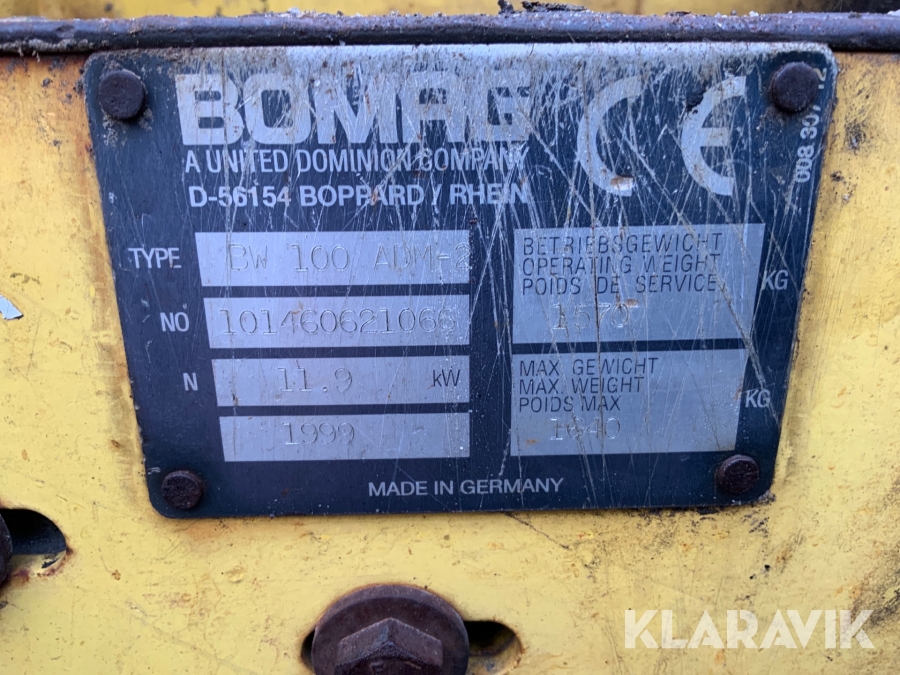 BOMAG
CE
A UNITED DOMINION COMPANY
D-56154 BOPPARD / RHEIN
TYPE BW 100 ADM-2
NO 101460621066
N 11.9 kW
1999
BETRIEBSGEWICHT
OPERATING WEIGHT
POIDS DE SERVICE
1570 KG
MAX. GEWICHT
MAX. WEIGHT
POIDS MAX
1640 KG
MADE IN GERMANY
KLARAVIK